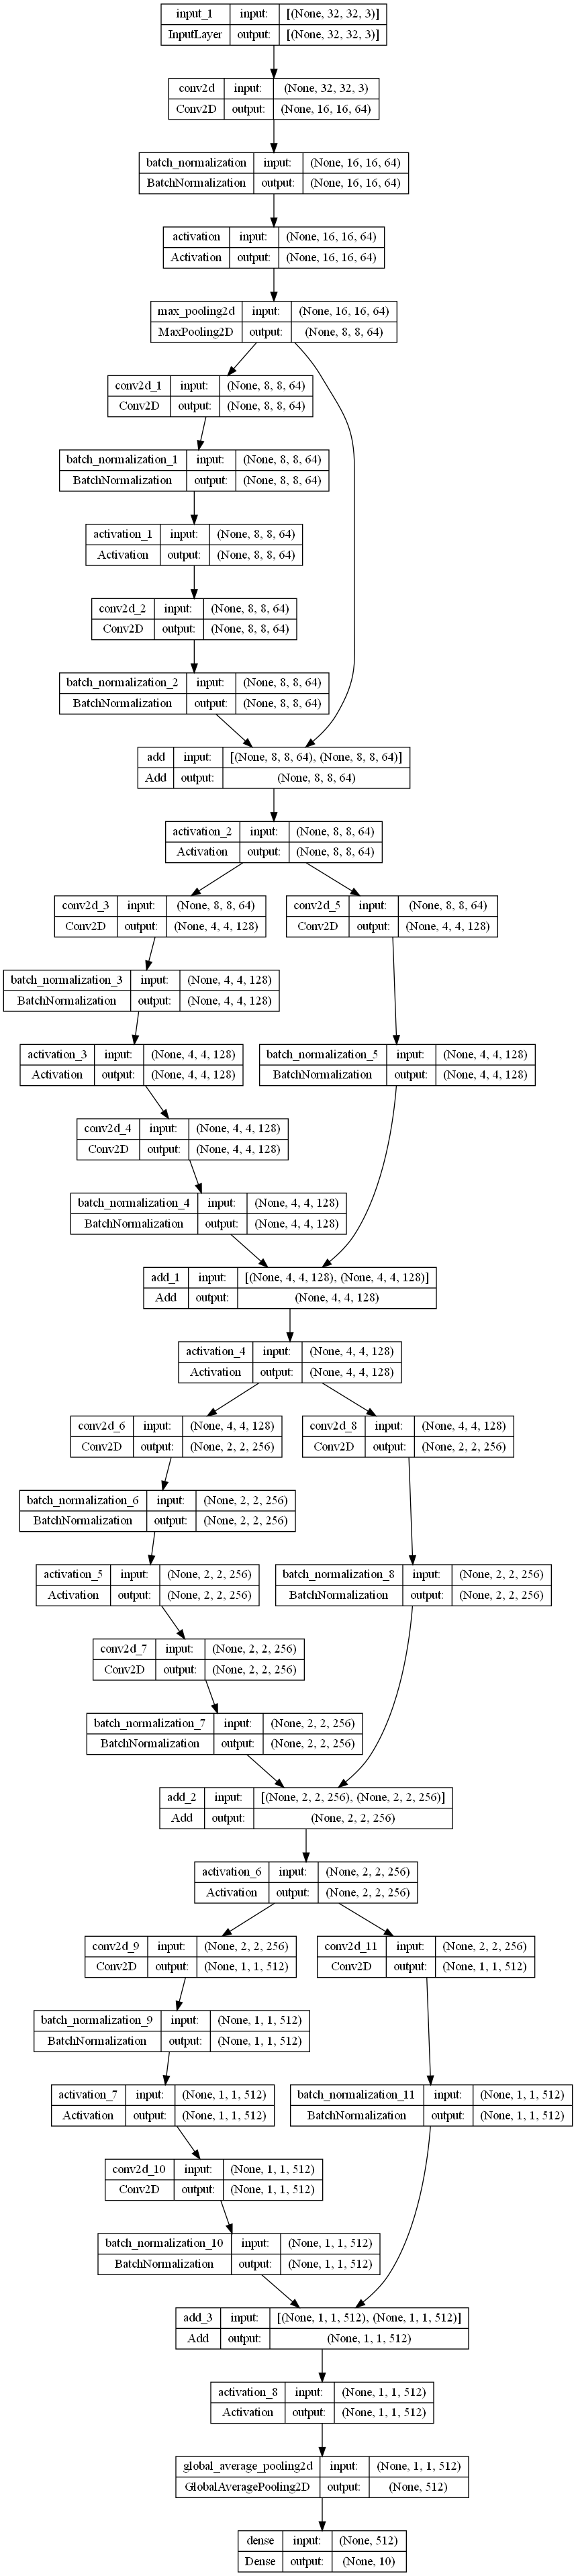 input_1 input: [(None, 32, 32, 3)]
InputLayer output: [(None, 32, 32, 3)]
conv2d input: (None, 32, 32, 3)
Conv2D output: (None, 16, 16, 64)
batch_normalization input: (None, 16, 16, 64)
BatchNormalization output: (None, 16, 16, 64)
activation input: (None, 16, 16, 64)
Activation output: (None, 16, 16, 64)
max_pooling2d input: (None, 16, 16, 64)
MaxPooling2D output: (None, 8, 8, 64)
conv2d_1 input: (None, 8, 8, 64)
Conv2D output: (None, 8, 8, 64)
batch_normalization_1 input: (None, 8, 8, 64)
BatchNormalization output: (None, 8, 8, 64)
activation_1 input: (None, 8, 8, 64)
Activation output: (None, 8, 8, 64)
conv2d_2 input: (None, 8, 8, 64)
Conv2D output: (None, 8, 8, 64)
batch_normalization_2 input: (None, 8, 8, 64)
BatchNormalization output: (None, 8, 8, 64)
add input: [(None, 8, 8, 64), (None, 8, 8, 64)]
Add output: (None, 8, 8, 64)
activation_2 input: (None, 8, 8, 64)
Activation output: (None, 8, 8, 64)
conv2d_3 input: (None, 8, 8, 64)
Conv2D output: (None, 4, 4, 128)
conv2d_5 input: (None, 8, 8, 64)
Conv2D output: (None, 4, 4, 128)
batch_normalization_3 input: (None, 4, 4, 128)
BatchNormalization output: (None, 4, 4, 128)
activation_3 input: (None, 4, 4, 128)
Activation output: (None, 4, 4, 128)
batch_normalization_5 input: (None, 4, 4, 128)
BatchNormalization output: (None, 4, 4, 128)
conv2d_4 input: (None, 4, 4, 128)
Conv2D output: (None, 4, 4, 128)
batch_normalization_4 input: (None, 4, 4, 128)
BatchNormalization output: (None, 4, 4, 128)
add_1 input: [(None, 4, 4, 128), (None, 4, 4, 128)]
Add output: (None, 4, 4, 128)
activation_4 input: (None, 4, 4, 128)
Activation output: (None, 4, 4, 128)
conv2d_6 input: (None, 4, 4, 128)
Conv2D output: (None, 2, 2, 256)
conv2d_8 input: (None, 4, 4, 128)
Conv2D output: (None, 2, 2, 256)
batch_normalization_6 input: (None, 2, 2, 256)
BatchNormalization output: (None, 2, 2, 256)
activation_5 input: (None, 2, 2, 256)
Activation output: (None, 2, 2, 256)
batch_normalization_8 input: (None, 2, 2, 256)
BatchNormalization output: (None, 2, 2, 256)
conv2d_7 input: (None, 2, 2, 256)
Conv2D output: (None, 2, 2, 256)
batch_normalization_7 input: (None, 2, 2, 256)
BatchNormalization output: (None, 2, 2, 256)
add_2 input: [(None, 2, 2, 256), (None, 2, 2, 256)]
Add output: (None, 2, 2, 256)
activation_6 input: (None, 2, 2, 256)
Activation output: (None, 2, 2, 256)
conv2d_9 input: (None, 2, 2, 256)
Conv2D output: (None, 1, 1, 512)
conv2d_11 input: (None, 2, 2, 256)
Conv2D output: (None, 1, 1, 512)
batch_normalization_9 input: (None, 1, 1, 512)
BatchNormalization output: (None, 1, 1, 512)
activation_7 input: (None, 1, 1, 512)
Activation output: (None, 1, 1, 512)
batch_normalization_11 input: (None, 1, 1, 512)
BatchNormalization output: (None, 1, 1, 512)
conv2d_10 input: (None, 1, 1, 512)
Conv2D output: (None, 1, 1, 512)
batch_normalization_10 input: (None, 1, 1, 512)
BatchNormalization output: (None, 1, 1, 512)
add_3 input: [(None, 1, 1, 512), (None, 1, 1, 512)]
Add output: (None, 1, 1, 512)
activation_8 input: (None, 1, 1, 512)
Activation output: (None, 1, 1, 512)
global_average_pooling2d input: (None, 1, 1, 512)
GlobalAveragePooling2D output: (None, 512)
dense input: (None, 512)
Dense output: (None, 10)